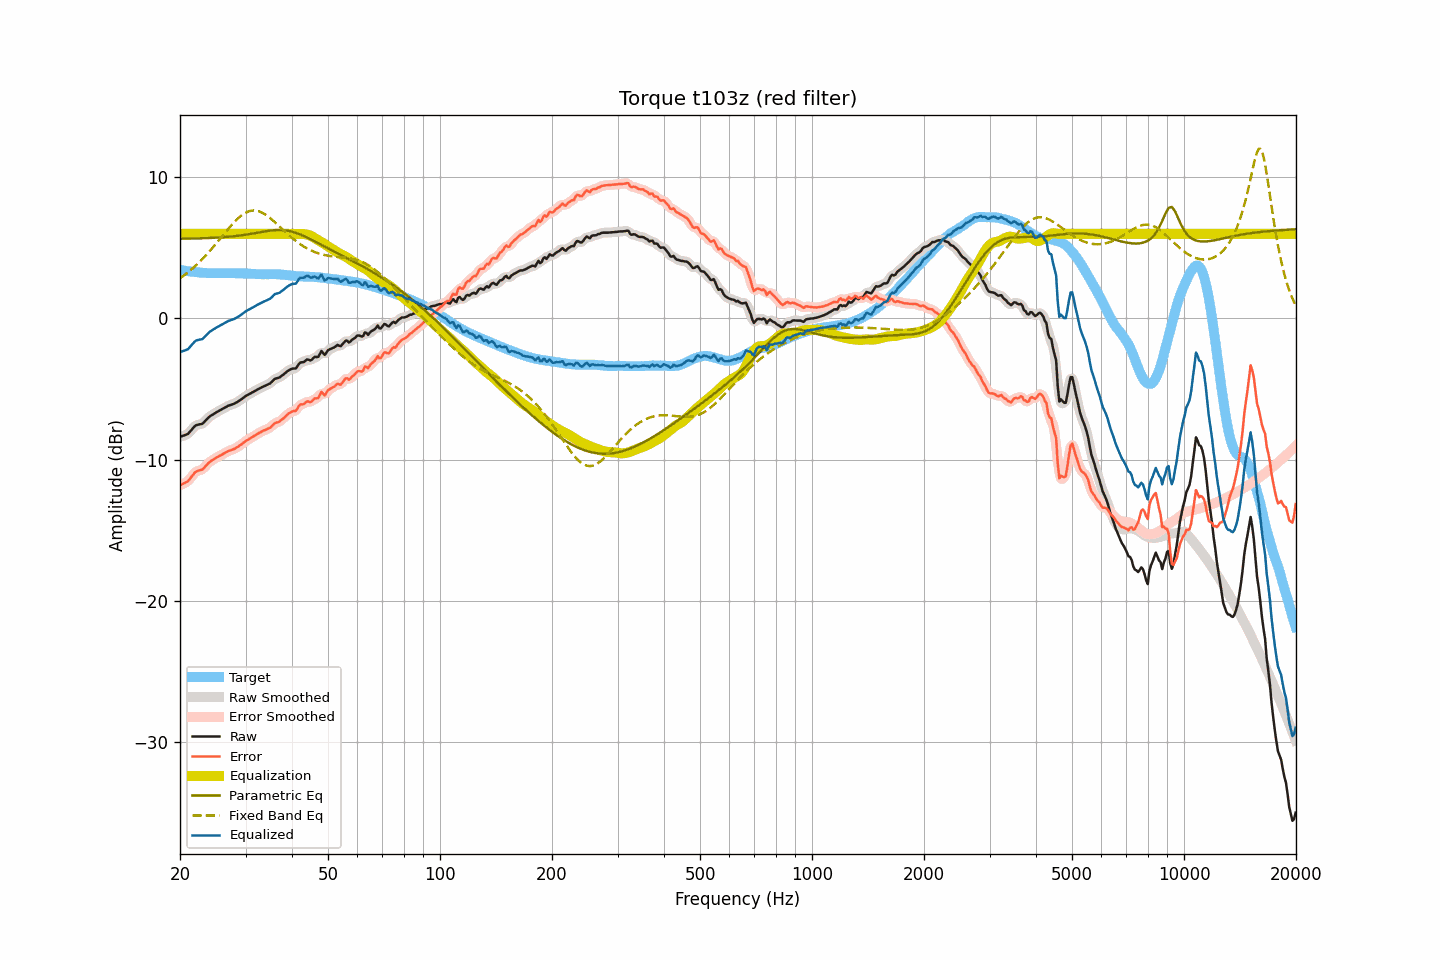 Torque t103z (red filter)
10
0
−10
−20
−30
Amplitude (dBr)
Target
Raw Smoothed
Error Smoothed
Raw
Error
Equalization
Parametric Eq
Fixed Band Eq
Equalized
20 50 100 200 500 1000 2000 5000 10000 20000
Frequency (Hz)